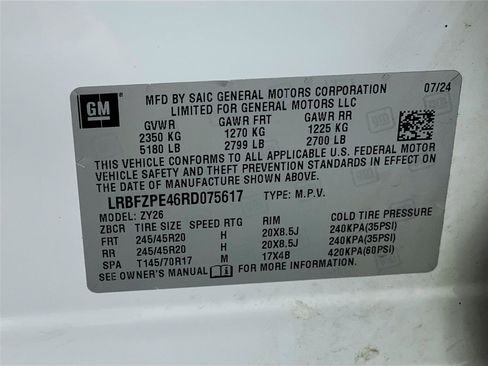 GM
MFD BY SAIC GENERAL MOTORS CORPORATION 07/24
LIMITED FOR GENERAL MOTORS LLC
GVWR GAWR FRT GAWR RR
2350 KG 1270 KG 1225 KG
5180 LB 2799 LB 2700 LB
THIS VEHICLE CONFORMS TO ALL APPLICABLE U.S. FEDERAL MOTOR
VEHICLE SAFETY AND THEFT PREVENTION STANDARDS IN EFFECT ON
THE DATE OF MANUFACTURE SHOWN ABOVE.
LRBFZPE46RD075617 TYPE: M.P.V.
MODEL: ZY26
ZBCR TIRE SIZE SPEED RTG RIM COLD TIRE PRESSURE
FRT 245/45R20 H 20X8.5J 240KPA(35PSI)
RR 245/45R20 H 20X8.5J 240KPA(35PSI)
SPA T145/70R17 M 17X4B 420KPA(60PSI)
SEE OWNER'S MANUAL FOR MORE INFORMATION.